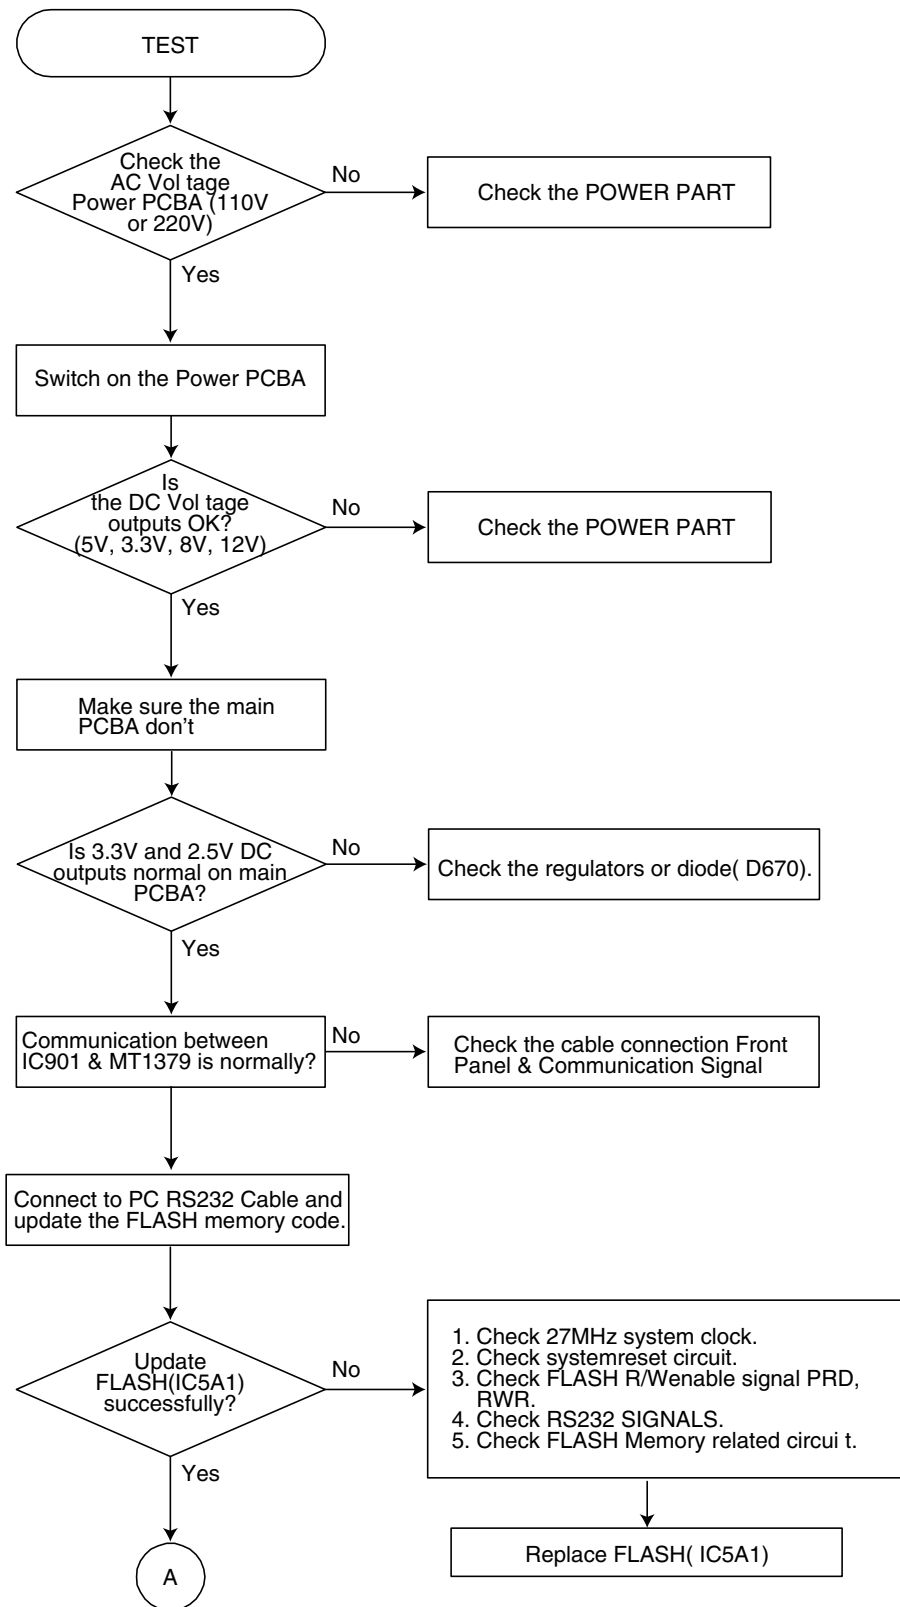 TEST
Check the
AC Vol tage
Power PCBA (110V
or 220V)
No
Check the POWER PART
Yes
Switch on the Power PCBA
Is
the DC Vol tage
outputs OK?
(5V, 3.3V, 8V, 12V)
No
Check the POWER PART
Yes
Make sure the main
PCBA don't
Is 3.3V and 2.5V DC
outputs normal on main
PCBA?
No
Check the regulators or diode( D670).
Yes
Communication between
IC901 & MT1379 is normally?
No
Check the cable connection Front
Panel & Communication Signal
Connect to PC RS232 Cable and
update the FLASH memory code.
Update
FLASH(IC5A1)
successfully?
No
1. Check 27MHz system clock.
2. Check systemreset circuit.
3. Check FLASH R/Wenable signal PRD,
RWR.
4. Check RS232 SIGNALS.
5. Check FLASH Memory related circui t.
Yes
Replace FLASH( IC5A1)
A